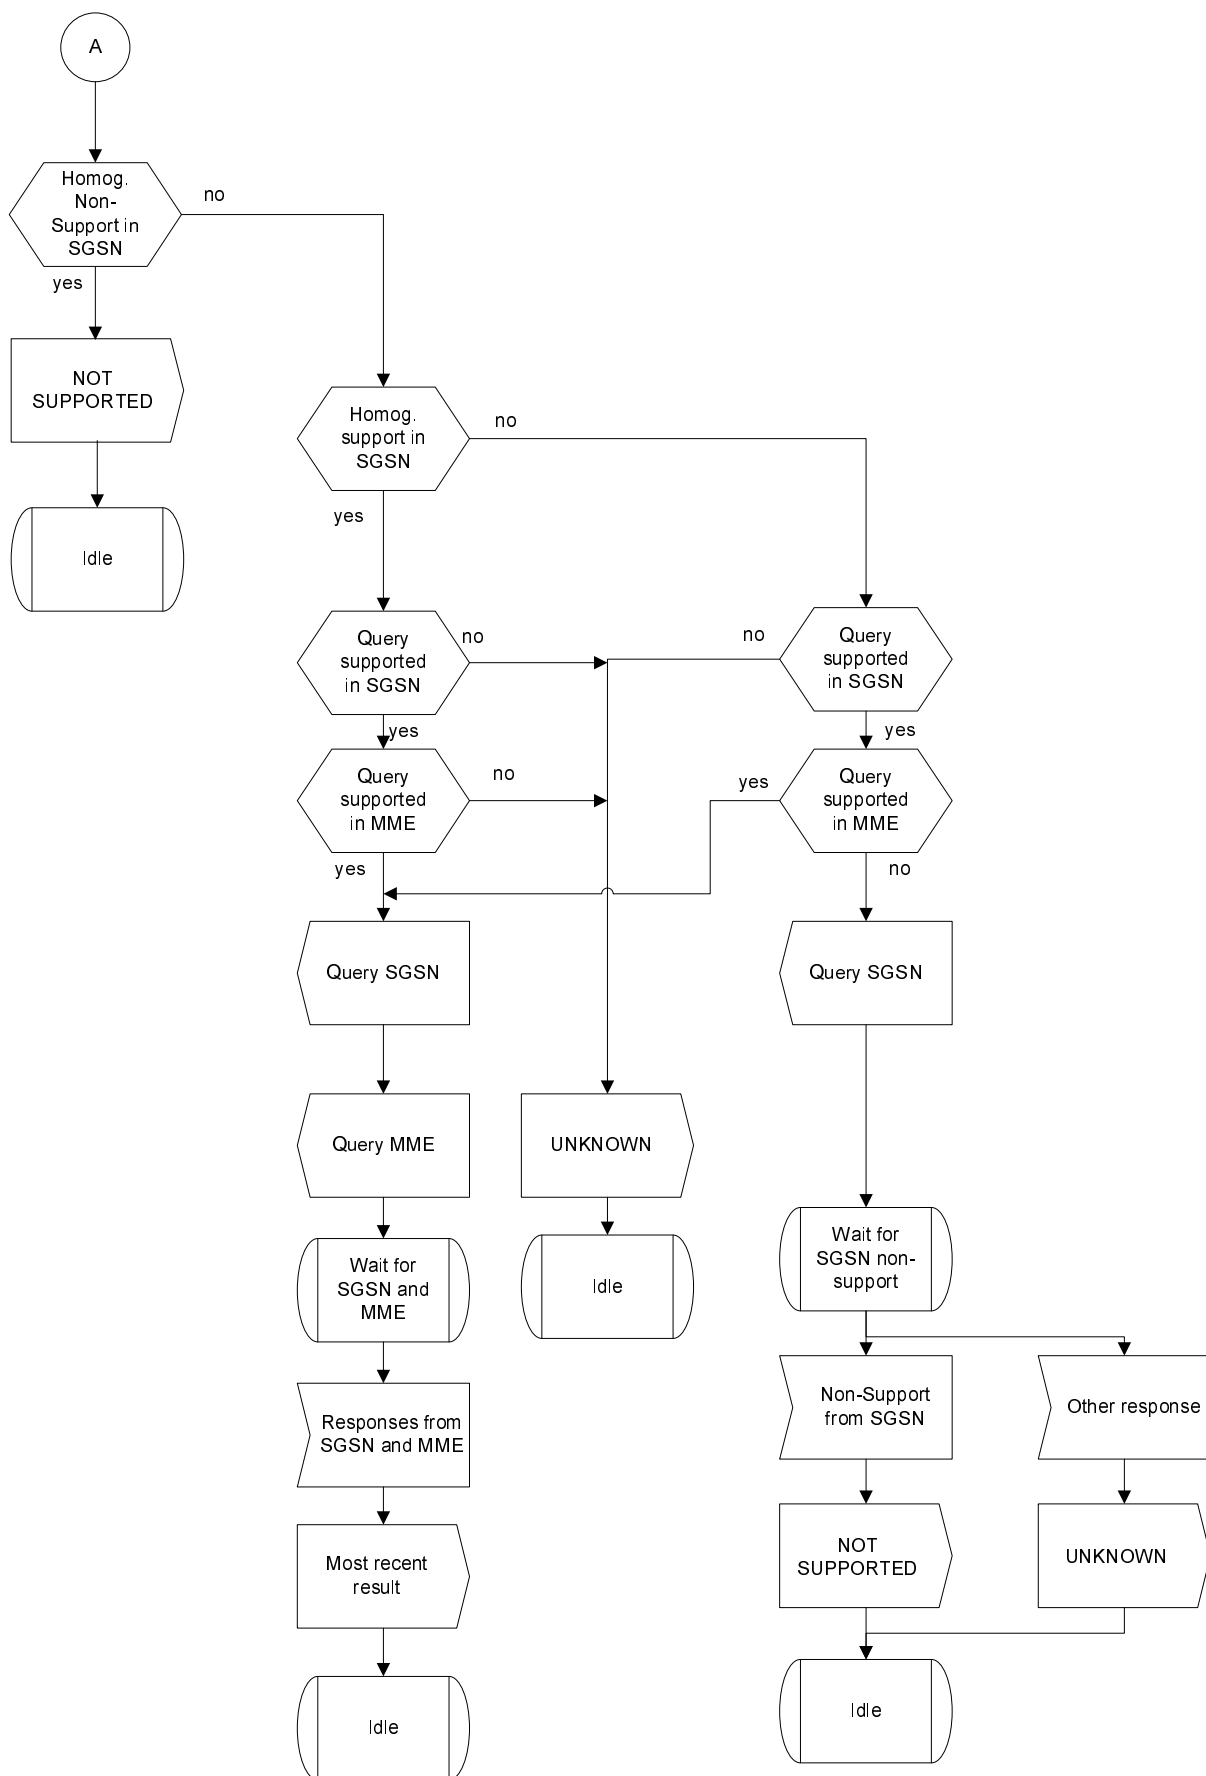 A
Homog.
Non-
Support in
SGSN
no
yes
NOT
SUPPORTED
Idle
Homog.
support in
SGSN
no
yes
Query
supported
in SGSN
no
yes
Query
supported
in MME
no
yes
no
Query
supported
in SGSN
yes
yes
Query
supported
in MME
no
Query SGSN
Query MME
Wait for
SGSN and
MME
Responses from
SGSN and MME
Most recent
result
Idle
UNKNOWN
Idle
Query SGSN
Wait for
SGSN non-
support
Non-Support
from SGSN
NOT
SUPPORTED
Idle
Other response
UNKNOWN